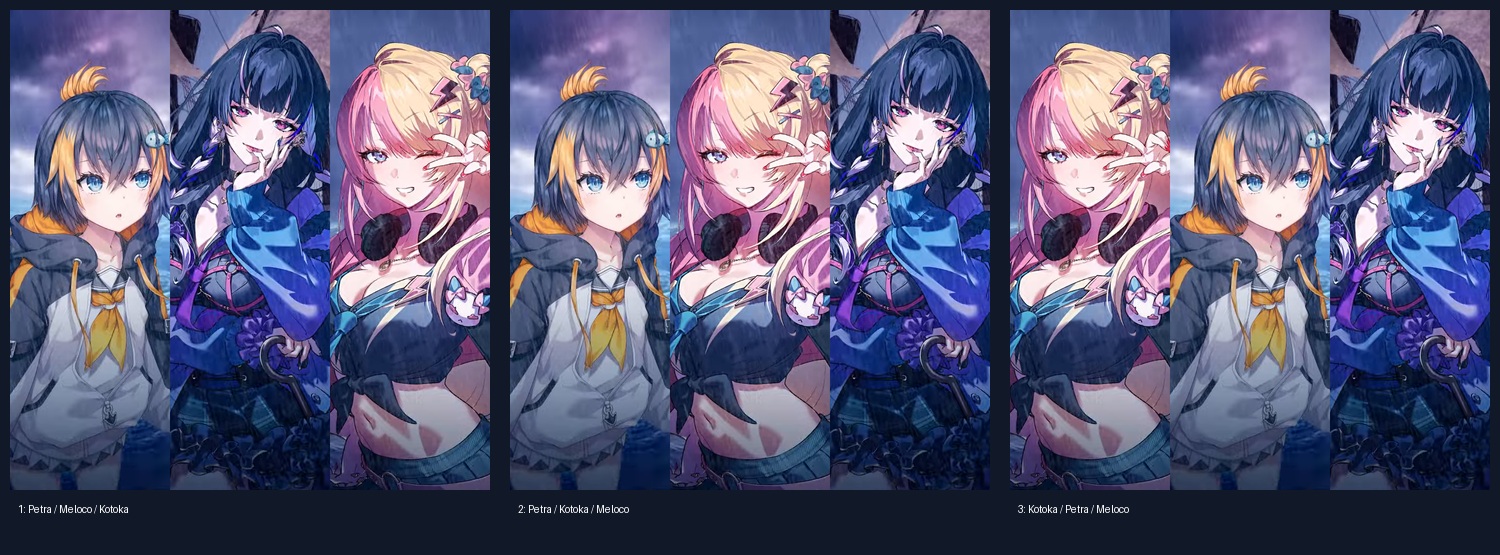 1: Petra / Meloco / Kotoka
2: Petra / Kotoka / Meloco
3: Kotoka / Petra / Meloco